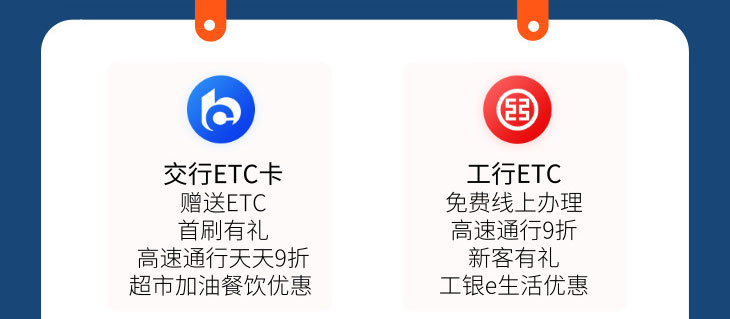 交行ETC卡
赠送ETC
首刷有礼
高速通行天天9折
超市加油餐饮优惠
工行ETC
免费线上办理
高速通行9折
新客有礼
工银e生活优惠